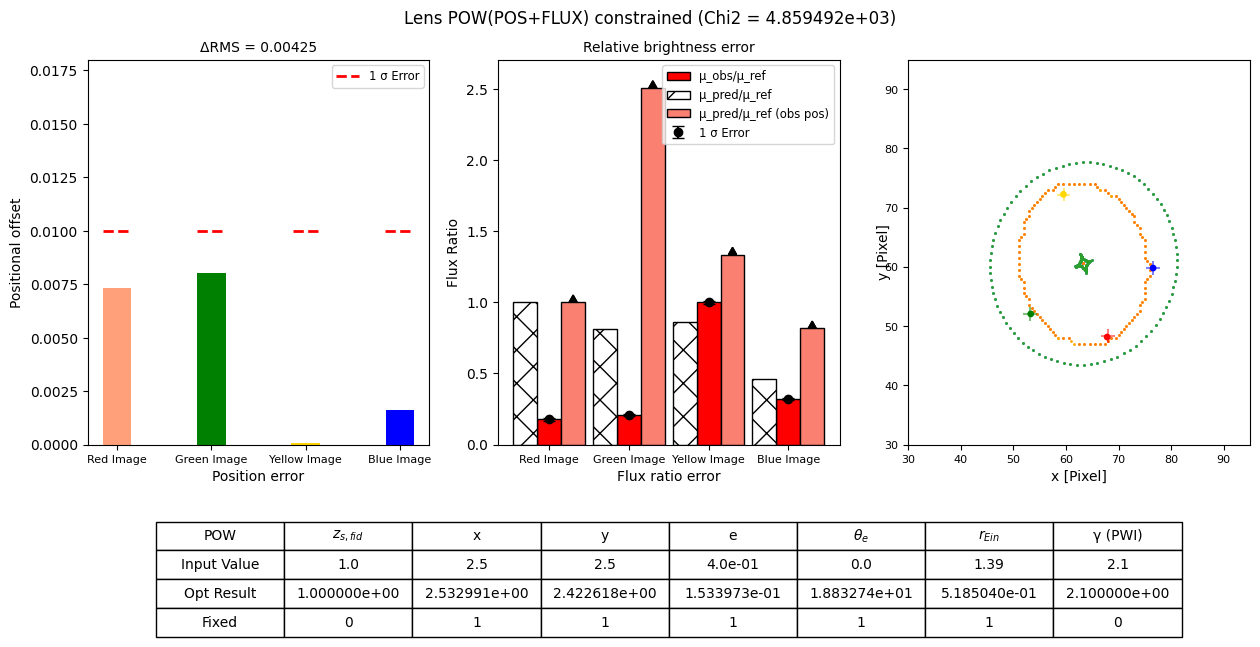 Lens POW(POS+FLUX) constrained (Chi2 = 4.859492e+03)
ΔRMS = 0.00425
Positional offset
0.0175
0.0150
0.0125
0.0100
0.0075
0.0050
0.0025
0.0000
1 σ Error
Red Image Green Image Yellow Image Blue Image
Position error
Relative brightness error
Flux Ratio
2.5
2.0
1.5
1.0
0.5
0.0
μ_obs/μ_ref
μ_pred/μ_ref
μ_pred/μ_ref (obs pos)
1 σ Error
Red Image Green Image Yellow Image Blue Image
Flux ratio error
y [Pixel]
90
80
70
60
50
40
30
30 40 50 60 70 80 90
x [Pixel]
POW z_{s, fid} x y e θ_e r_{Ein} γ (PWI)
Input Value 1.0 2.5 2.5 4.0e-01 0.0 1.39 2.1
Opt Result 1.000000e+00 2.532991e+00 2.422618e+00 1.533973e-01 1.883274e+01 5.185040e-01 2.100000e+00
Fixed 0 1 1 1 1 1 0